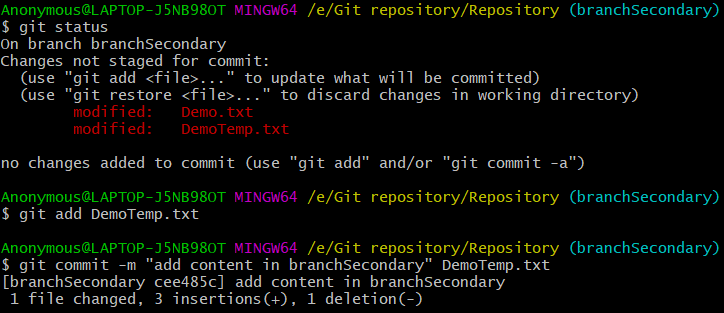 Anonymous@LAPTOP-J5NB98OT MINGW64 /e/Git repository/Repository (branchSecondary)
$ git status
On branch branchSecondary
Changes not staged for commit:
  (use "git add <file>..." to update what will be committed)
  (use "git restore <file>..." to discard changes in working directory)
        modified:   Demo.txt
        modified:   DemoTemp.txt

no changes added to commit (use "git add" and/or "git commit -a")

Anonymous@LAPTOP-J5NB98OT MINGW64 /e/Git repository/Repository (branchSecondary)
$ git add DemoTemp.txt

Anonymous@LAPTOP-J5NB98OT MINGW64 /e/Git repository/Repository (branchSecondary)
$ git commit -m "add content in branchSecondary" DemoTemp.txt
[branchSecondary cee485c] add content in branchSecondary
 1 file changed, 3 insertions(+), 1 deletion(-)